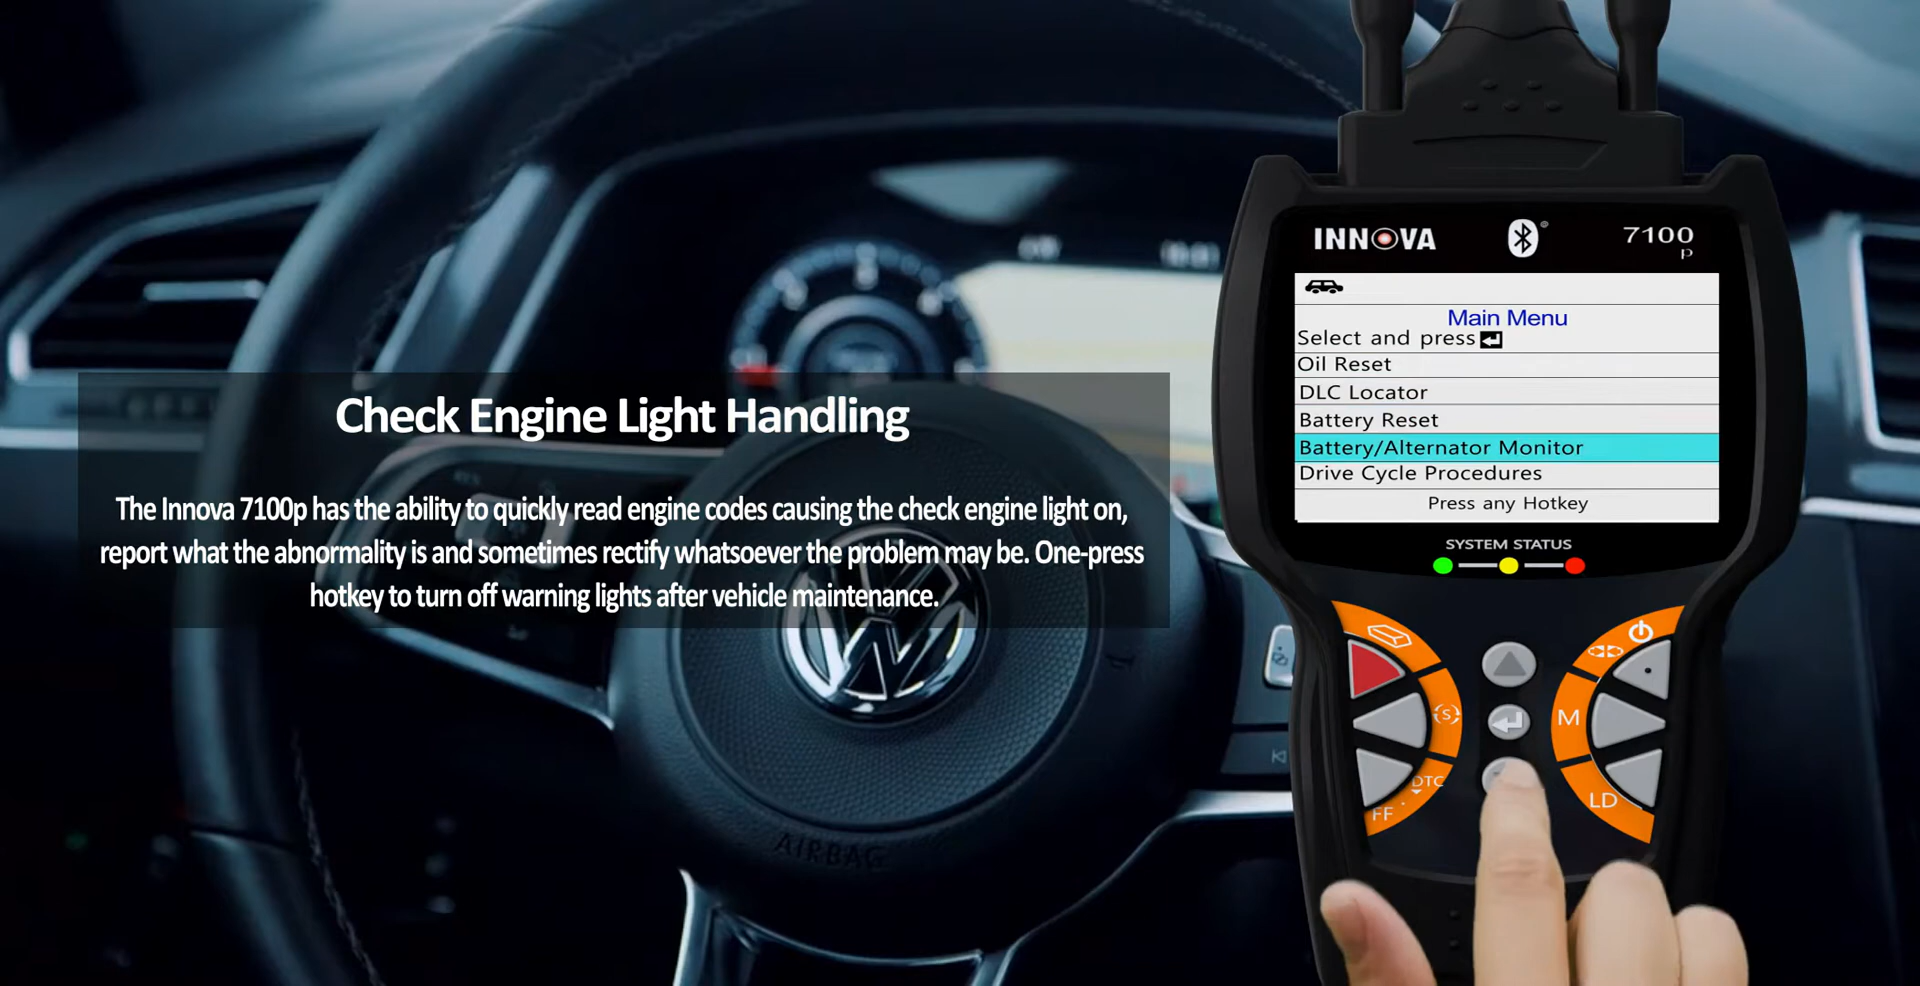 Check Engine Light Handling
The Innova 7100p has the ability to quickly read engine codes causing the check engine light on,
report what the abnormality is and sometimes rectify whatsoever the problem may be. One-press
hotkey to turn off warning lights after vehicle maintenance.
AIRBAG
INNOVA
7100
P
Main Menu
Select and press
Oil Reset
DLC Locator
Battery Reset
Battery/Alternator Monitor
Drive Cycle Procedures
Press any Hotkey
SYSTEM STATUS
(S)
M
DTC
FF
LD